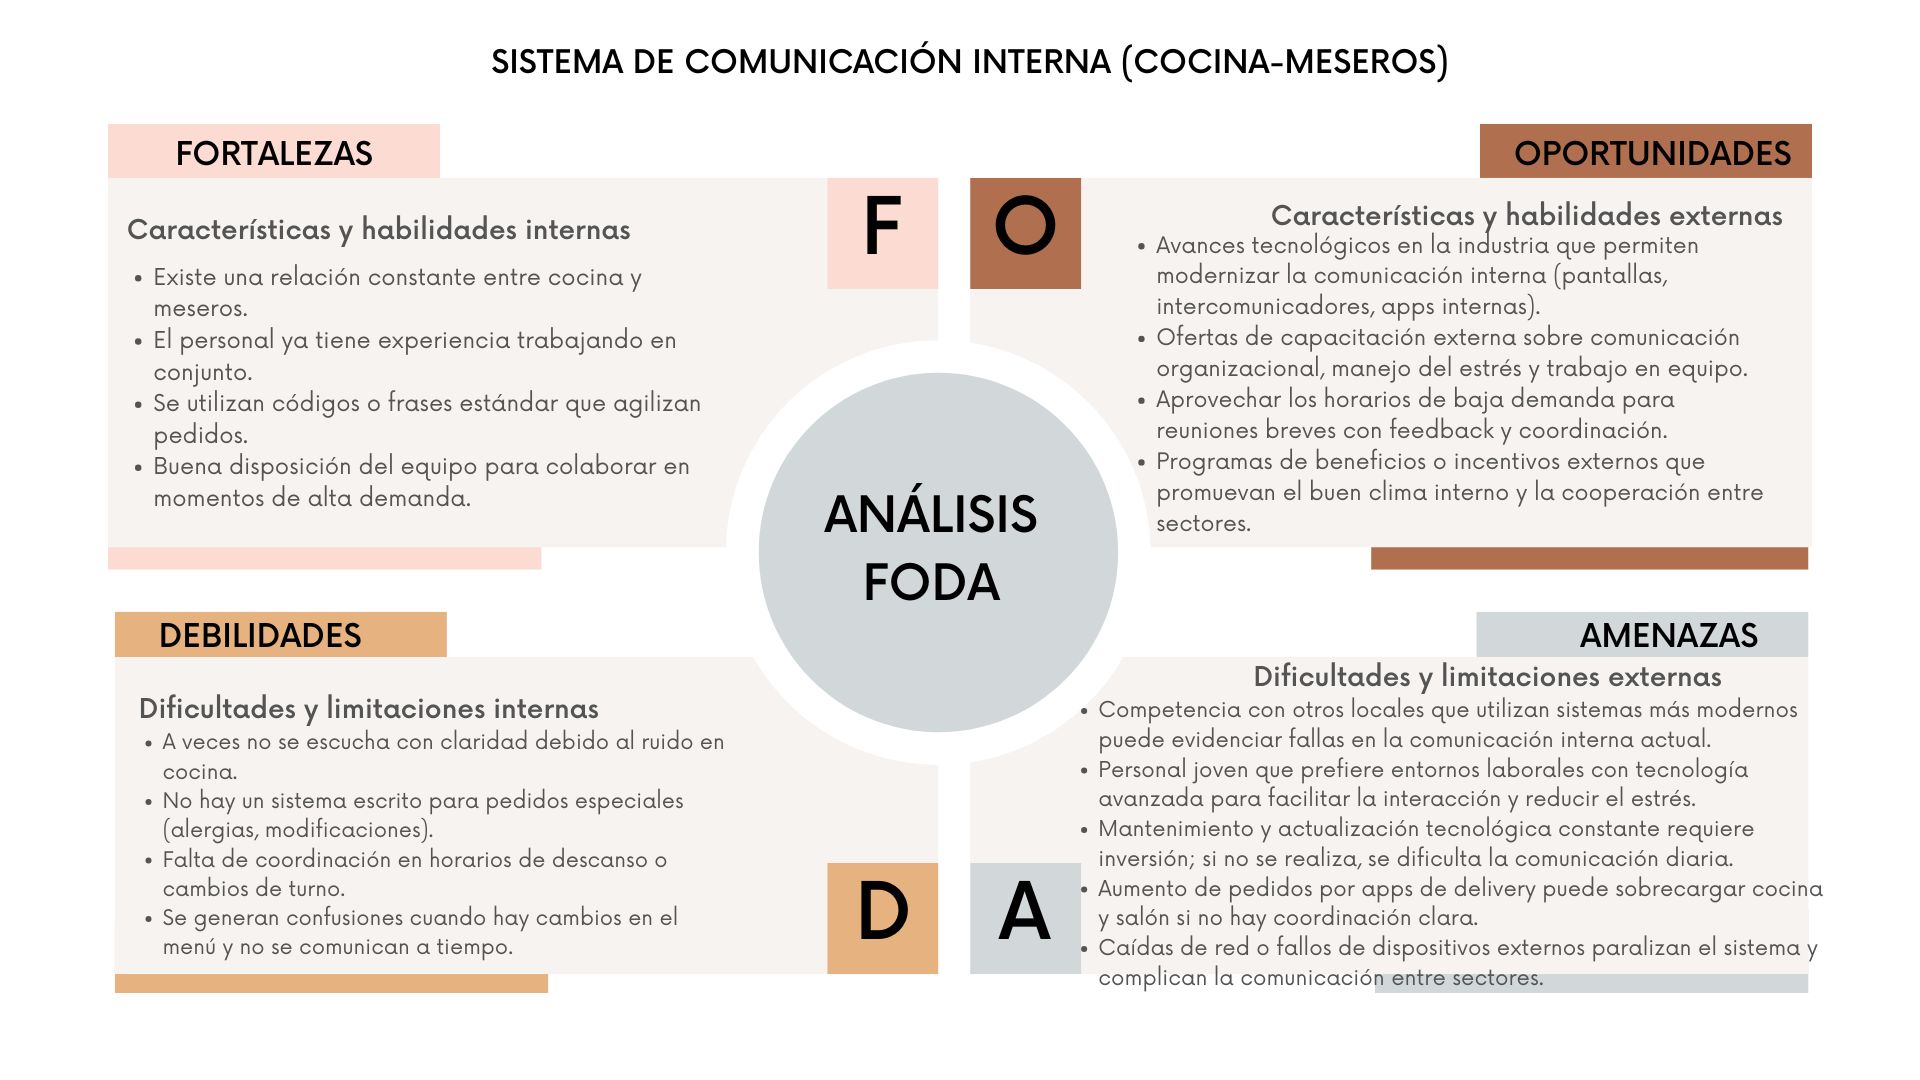 SISTEMA DE COMUNICACIÓN INTERNA (COCINA-MESEROS)
FORTALEZAS
F
Características y habilidades internas
• Existe una relación constante entre cocina y
meseros.
• El personal ya tiene experiencia trabajando en
conjunto.
• Se utilizan códigos o frases estándar que agilizan
pedidos.
• Buena disposición del equipo para colaborar en
momentos de alta demanda.
OPORTUNIDADES
O
Características y habilidades externas
• Avances tecnológicos en la industria que permiten
modernizar la comunicación interna (pantallas,
intercomunicadores, apps internas).
• Ofertas de capacitación externa sobre comunicación
organizacional, manejo del estrés y trabajo en equipo.
• Aprovechar los horarios de baja demanda para
reuniones breves con feedback y coordinación.
• Programas de beneficios o incentivos externos que
promuevan el buen clima interno y la cooperación entre
sectores.
ANÁLISIS
FODA
DEBILIDADES
Dificultades y limitaciones internas
• A veces no se escucha con claridad debido al ruido en
cocina.
• No hay un sistema escrito para pedidos especiales
(alergias, modificaciones).
• Falta de coordinación en horarios de descanso o
cambios de turno.
• Se generan confusiones cuando hay cambios en el
menú y no se comunican a tiempo.
D
AMENAZAS
Dificultades y limitaciones externas
• Competencia con otros locales que utilizan sistemas más modernos
puede evidenciar fallas en la comunicación interna actual.
• Personal joven que prefiere entornos laborales con tecnología
avanzada para facilitar la interacción y reducir el estrés.
• Mantenimiento y actualización tecnológica constante requiere
inversión; si no se realiza, se dificulta la comunicación diaria.
• Aumento de pedidos por apps de delivery puede sobrecargar cocina
y salón si no hay coordinación clara.
• Caídas de red o fallos de dispositivos externos paralizan el sistema y
complican la comunicación entre sectores.
A